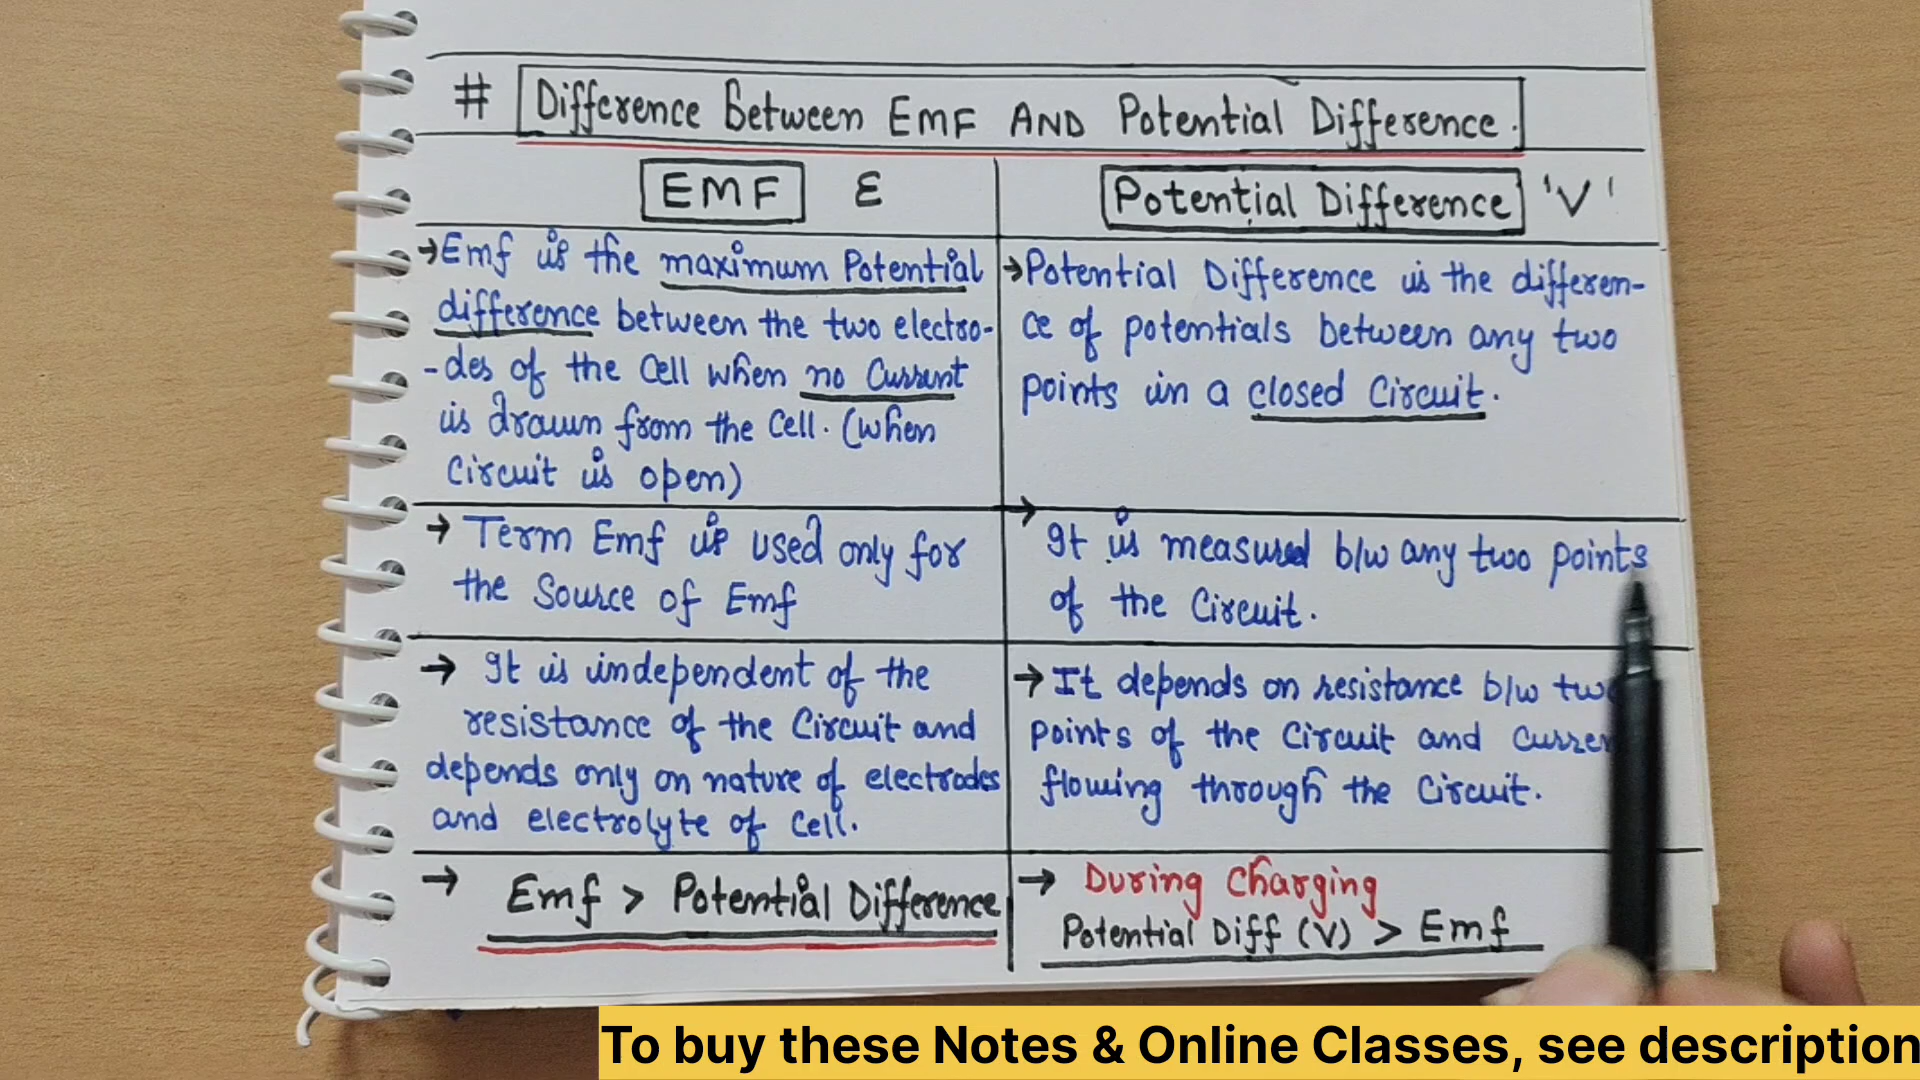 # Difference between EMF AND Potential Difference.
EMF ε
→Emf is the maximum Potential
difference between the two electro-
-des of the cell when no current
is drawn from the cell. (when
circuit is open)
→ Term Emf is used only for
the source of Emf
→ It is independent of the
resistance of the circuit and
depends only on nature of electrodes
and electrolyte of cell.
→ Emf > Potential Difference
Potential Difference 'V'
→Potential Difference is the differen-
ce of potentials between any two
points in a closed circuit.
→ It is measured b/w any two points
of the circuit.
→ It depends on resistance b/w two
points of the circuit and curren
flowing through the circuit.
→ During charging
Potential Diff (V) > Emf
To buy these Notes & Online Classes, see description